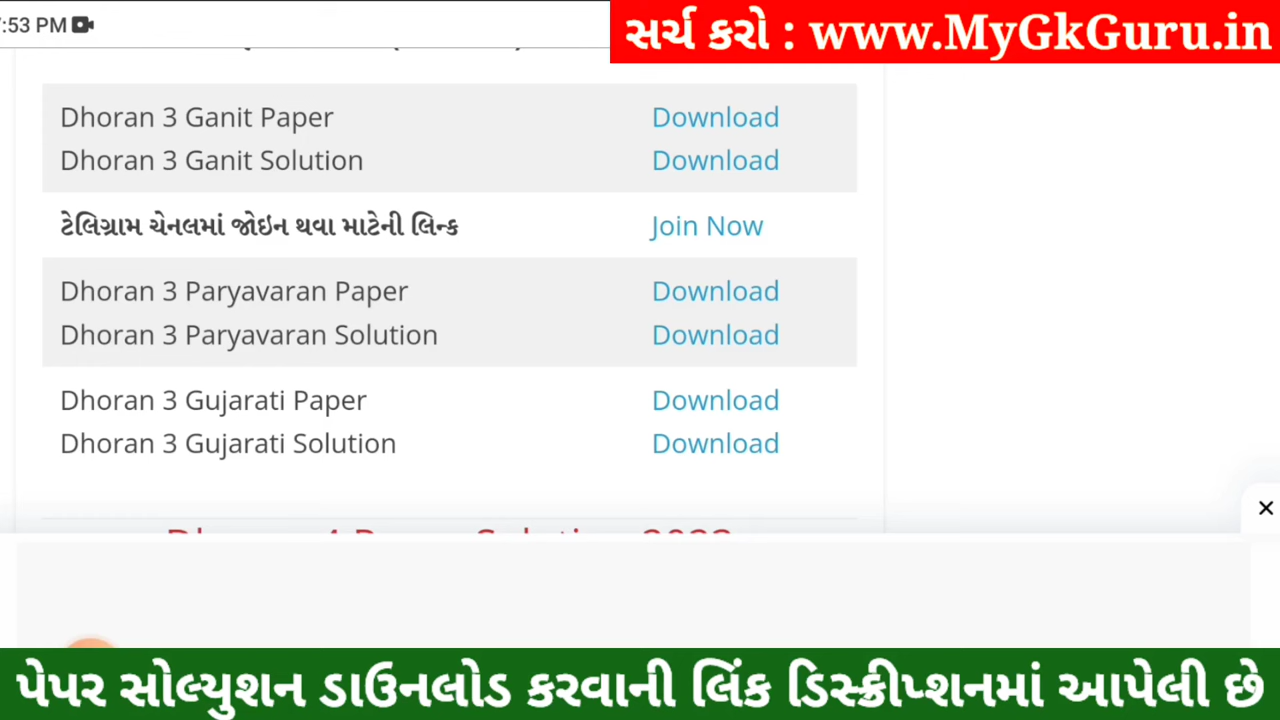 :53 PM
સર્ચ કરો : www.MyGkGuru.in
Dhoran 3 Ganit Paper Download
Dhoran 3 Ganit Solution Download
ટેલિગ્રામ ચેનલમાં જોઇન થવા માટેની લિન્ક Join Now
Dhoran 3 Paryavaran Paper Download
Dhoran 3 Paryavaran Solution Download
Dhoran 3 Gujarati Paper Download
Dhoran 3 Gujarati Solution Download
પેપર સોલ્યુશન ડાઉનલોડ કરવાની લિંક ડિસ્ક્રીપ્શનમાં આપેલી છે